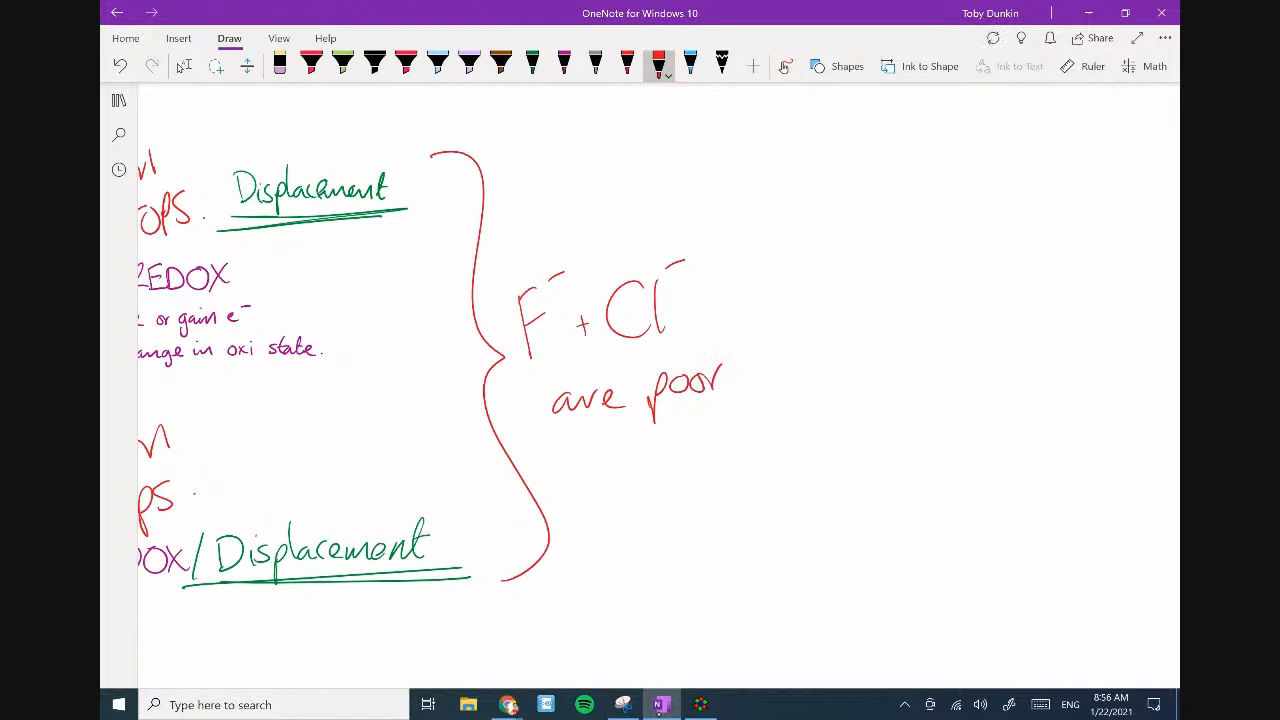 OneNote for Windows 10
Toby Dunkin
Home
Insert
Draw
View
Help
Share
Shapes
Ink to Shape
Ink to Text
Ruler
Math
Displacement
OPS.
REDOX
or gain e⁻
ange in oxi state.
F⁻ + Cl⁻
are poor
ps
OX / Displacement
Type here to search
ENG
8:56 AM
1/22/2021